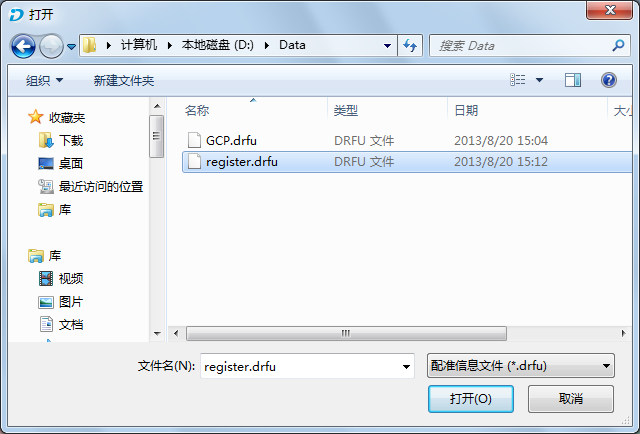 打开
计算机 本地磁盘 (D:) Data
搜索 Data
组织 新建文件夹
收藏夹
下载
桌面
最近访问的位置
库
库
视频
图片
文档
名称 类型 日期 大小
GCP.drfu DRFU 文件 2013/8/20 15:04
register.drfu DRFU 文件 2013/8/20 15:12
文件名(N): register.drfu 配准信息文件 (*.drfu)
打开(O) 取消